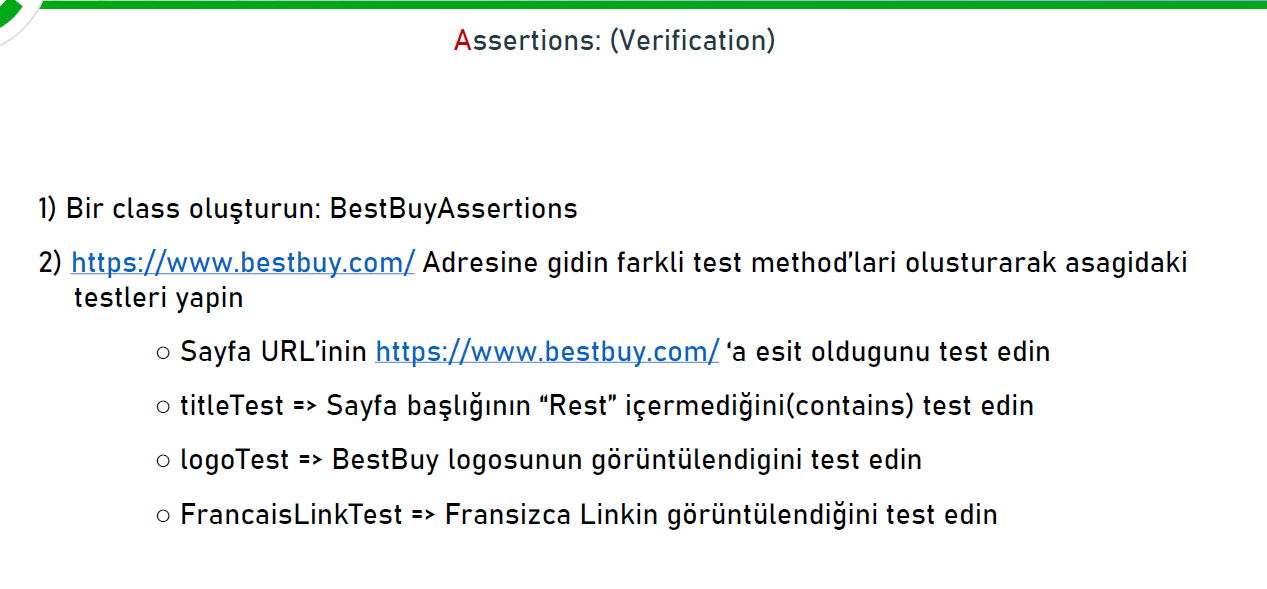 Assertions: (Verification)
1) Bir class oluşturun: BestBuyAssertions
2) https://www.bestbuy.com/ Adresine gidin farkli test method’lari olusturarak asagidaki
testleri yapin
○ Sayfa URL’inin https://www.bestbuy.com/ ‘a esit oldugunu test edin
○ titleTest => Sayfa başlığının “Rest” içermediğini(contains) test edin
○ logoTest => BestBuy logosunun görüntülendigini test edin
○ FrancaisLinkTest => Fransizca Linkin görüntülendiğini test edin